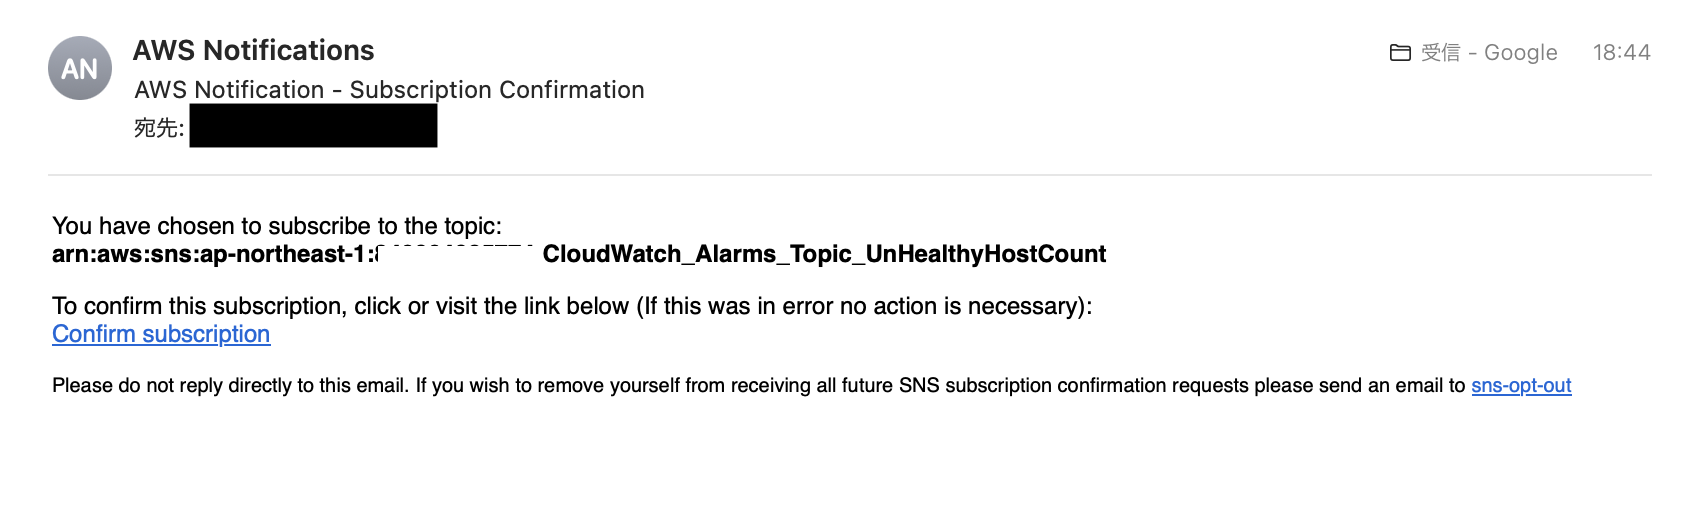 AN
AWS Notifications
受信 - Google 18:44
AWS Notification - Subscription Confirmation
宛先:
You have chosen to subscribe to the topic:
arn:aws:sns:ap-northeast-1: CloudWatch_Alarms_Topic_UnHealthyHostCount
To confirm this subscription, click or visit the link below (If this was in error no action is necessary):
Confirm subscription
Please do not reply directly to this email. If you wish to remove yourself from receiving all future SNS subscription confirmation requests please send an email to sns-opt-out